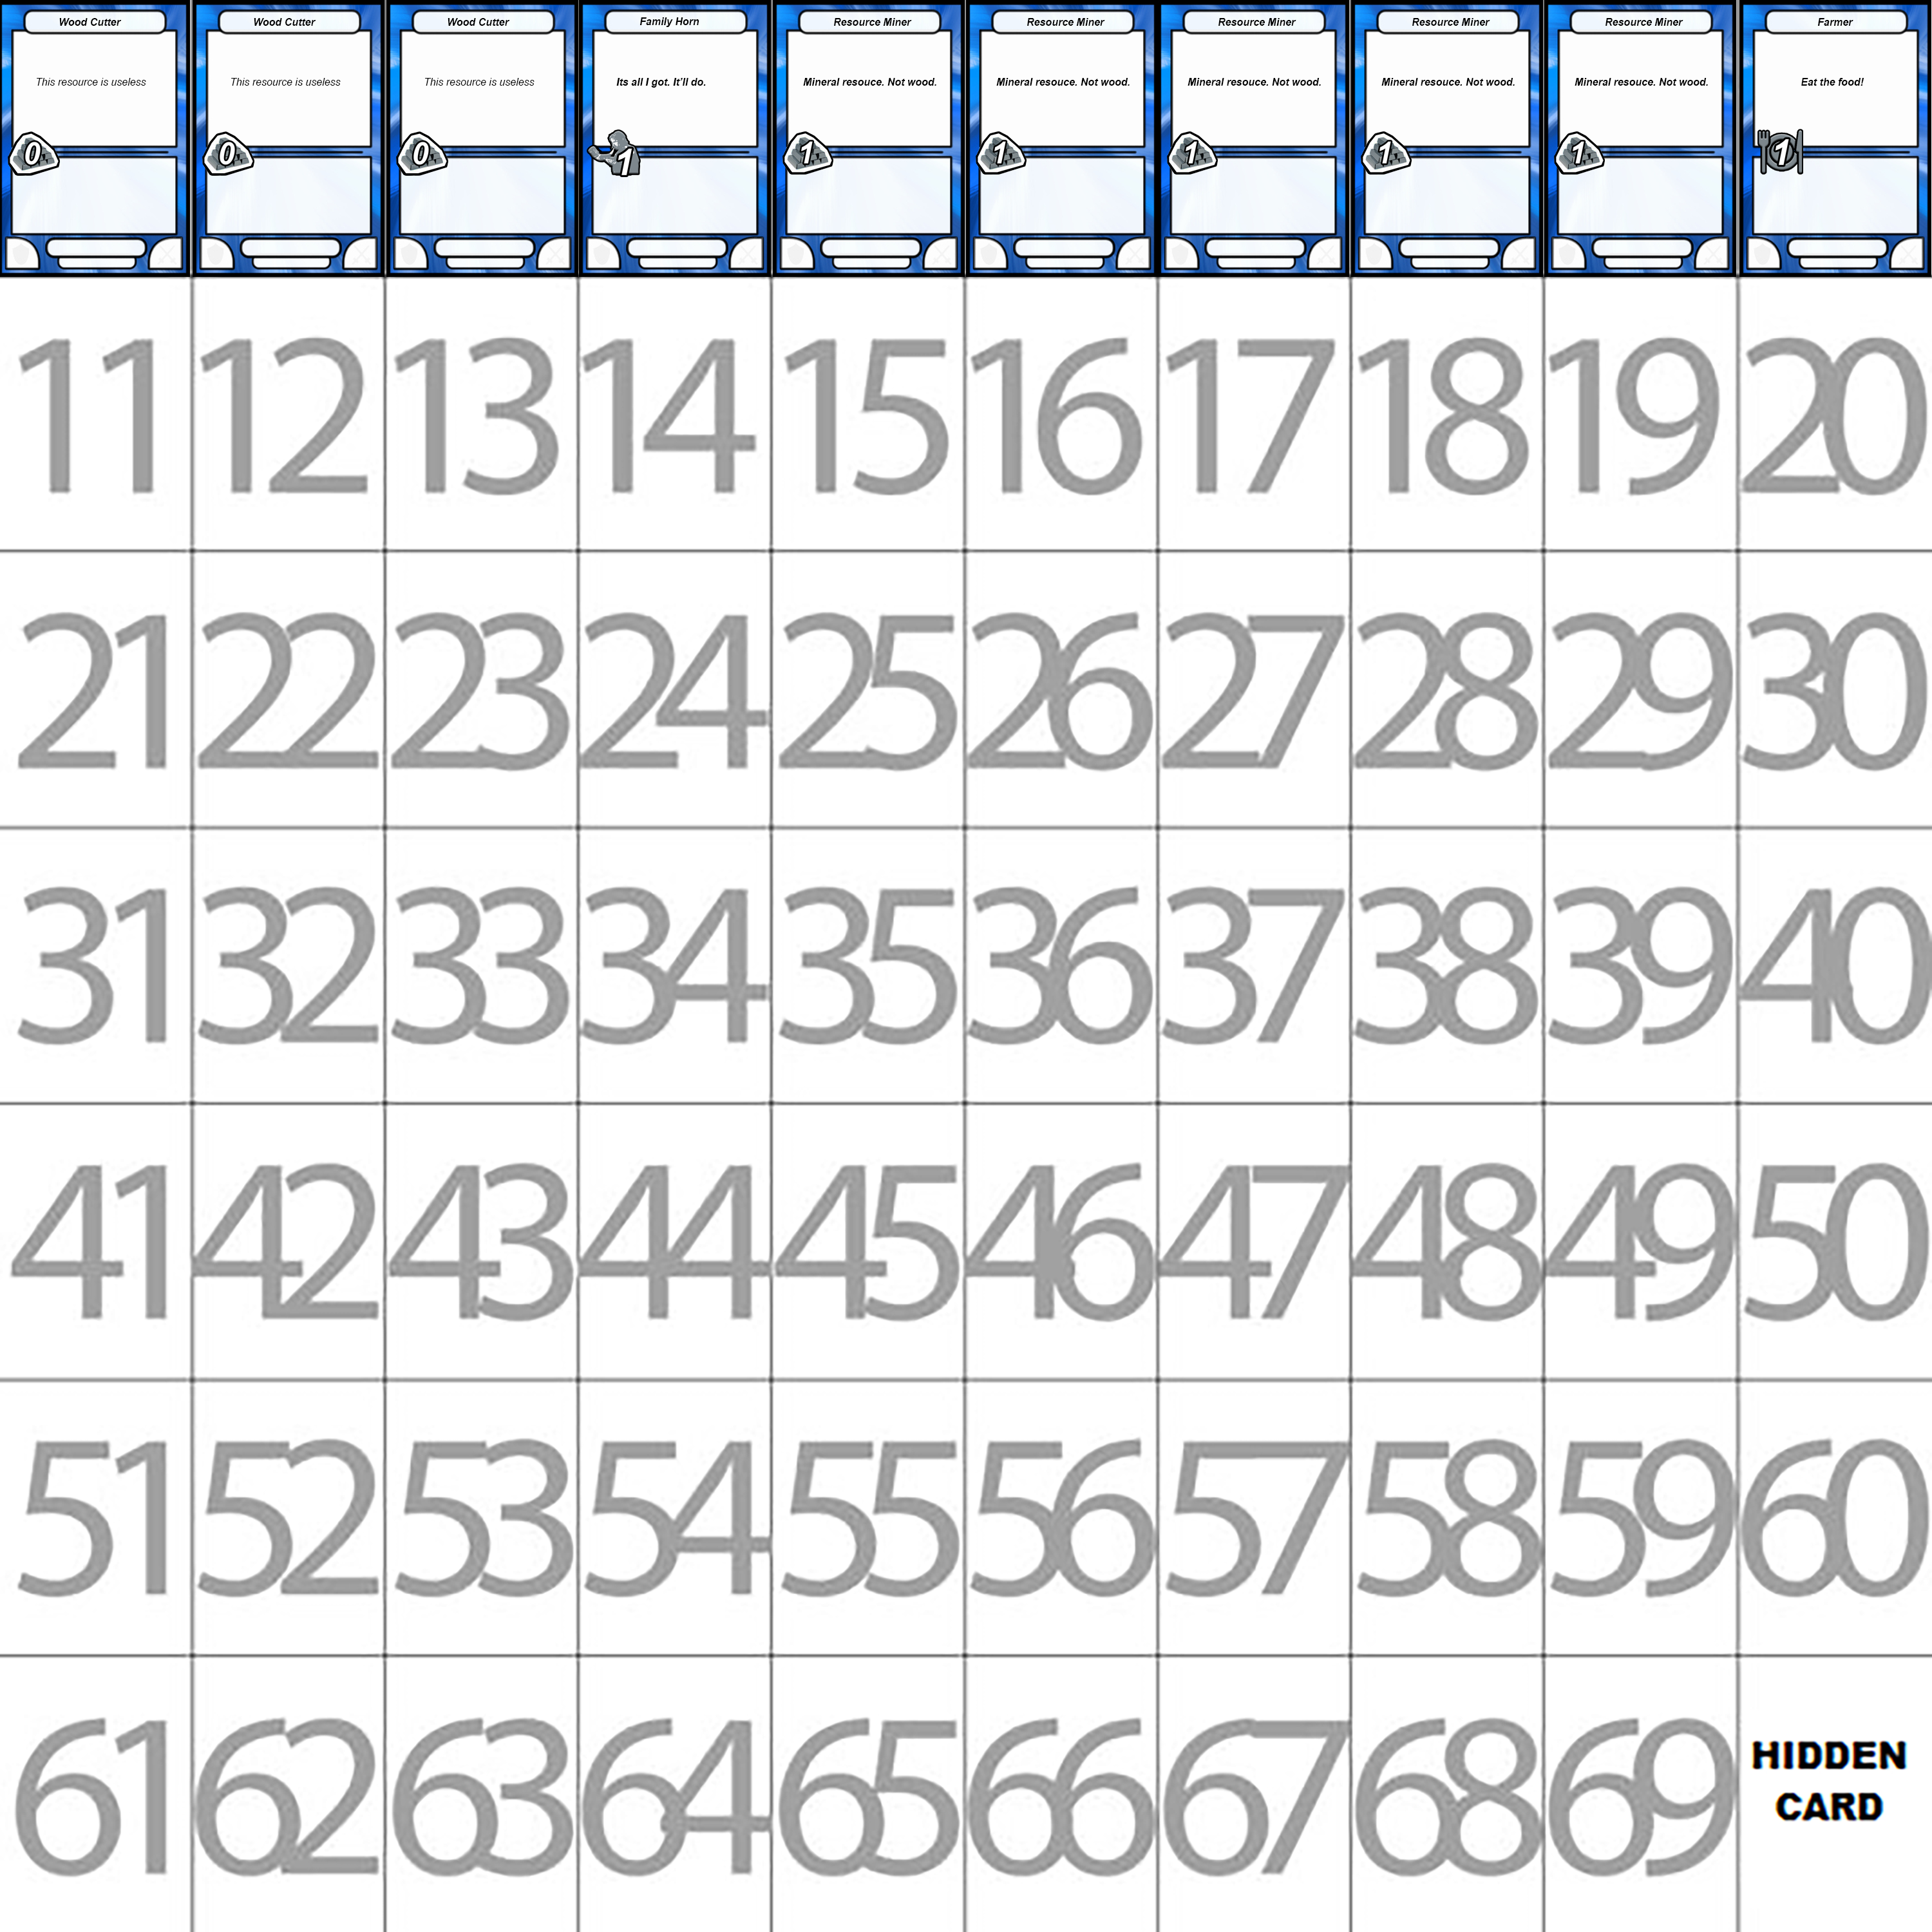 Wood Cutter Wood Cutter Wood Cutter Family Horn Resource Miner Resource Miner Resource Miner Resource Miner Resource Miner Farmer
This resource is useless This resource is useless This resource is useless Its all I got. It'll do. Mineral resouce. Not wood. Mineral resouce. Not wood. Mineral resouce. Not wood. Mineral resouce. Not wood. Mineral resouce. Not wood. Eat the food!
0 0 0 1 1 1 1 1 1 1
11 12 13 14 15 16 17 18 19 20
21 22 23 24 25 26 27 28 29 30
31 32 33 34 35 36 37 38 39 40
41 42 43 44 45 46 47 48 49 50
51 52 53 54 55 56 57 58 59 60
61 62 63 64 65 66 67 68 69 HIDDEN
CARD